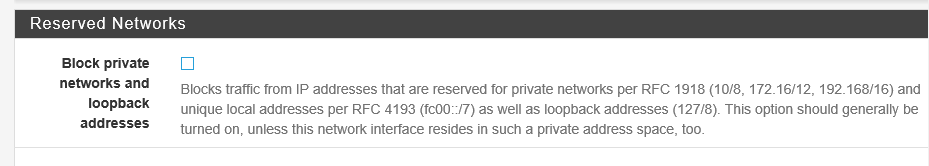 Reserved Networks
Block private networks and loopback addresses
Blocks traffic from IP addresses that are reserved for private networks per RFC 1918 (10/8, 172.16/12, 192.168/16) and
unique local addresses per RFC 4193 (fc00::/7) as well as loopback addresses (127/8). This option should generally be
turned on, unless this network interface resides in such a private address space, too.